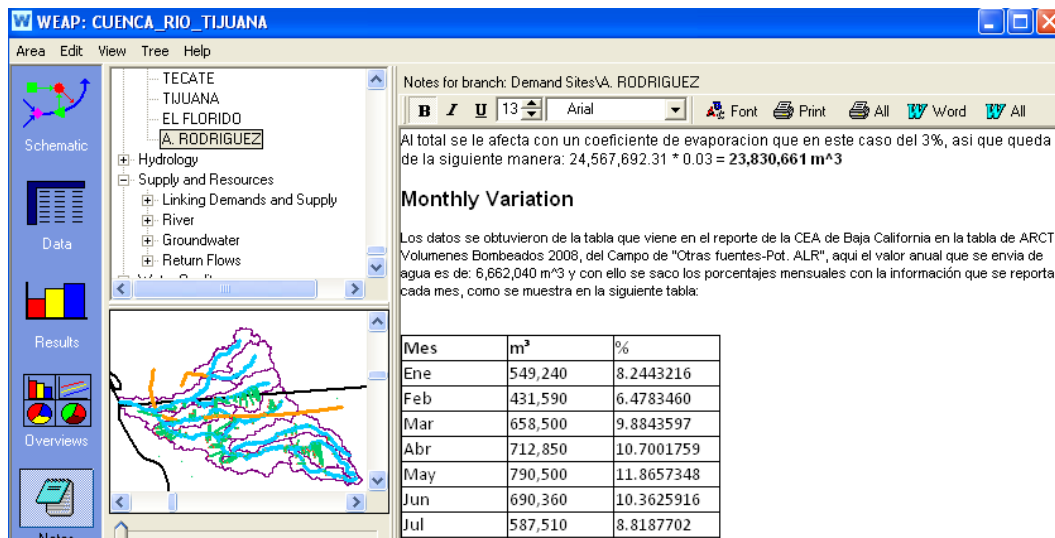 WEAP: CUENCA_RIO_TIJUANA
Area Edit View Tree Help
Schematic
Data
Results
Overviews
Notes
TECATE
TIJUANA
EL FLORIDO
A. RODRIGUEZ
Hydrology
Supply and Resources
Linking Demands and Supply
River
Groundwater
Return Flows
Notes for branch: Demand Sites\A. RODRIGUEZ
B I U 13 Arial Font Print All Word All
Al total se le afecta con un coeficiente de evaporacion que en este caso del 3%, asi que queda
de la siguiente manera: 24,567,692.31 * 0.03 = 23,830,661 m^3
Monthly Variation
Los datos se obtuvieron de la tabla que viene en el reporte de la CEA de Baja California en la tabla de ARCT
Volumenes Bombeados 2008, del Campo de "Otras fuentes-Pot. ALR", aqui el valor anual que se envia de
agua es de: 6,662,040 m^3 y con ello se saco los porcentajes mensuales con la información que se reporta
cada mes, como se muestra en la siguiente tabla:
Mes m³ %
Ene 549,240 8.2443216
Feb 431,590 6.4783460
Mar 658,500 9.8843597
Abr 712,850 10.7001759
May 790,500 11.8657348
Jun 690,360 10.3625916
Jul 587,510 8.8187702